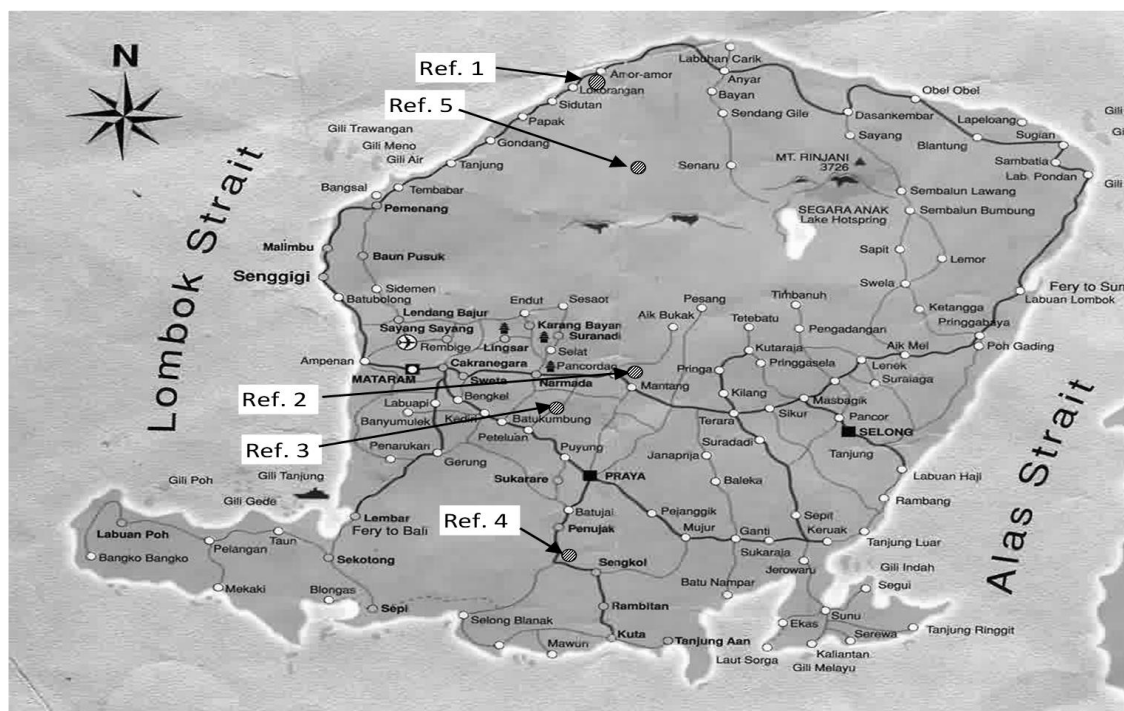 N
Lombok Strait
Alas Strait
Ref. 1
Ref. 5
Ref. 2
Ref. 3
Ref. 4
Labuhan Carik
Amor-amor
Anyar
Lokorangan
Bayan
Obel Obel
Sidutan
Sendang Gile
Dasankembar
Lapeloang
Papak
Sayang
Sugian
Gili Trawangan
Gondang
Blantung
Gili Meno
Gili Air
Tanjung
Senaru
MT. RINJANI
3726
Sambatia
Lab. Pondan
Gili
Gili
Bangsal
Tembabar
Sembalun Lawang
Pemenang
SEGARA ANAK
Lake Hotspring
Sembalun Bumbung
Malimbu
Baun Pusuk
Sapit
Lemor
Senggigi
Swela
Fery to Sum
Labuan Lombok
Sidemen
Batubolong
Endut
Sesaot
Pesang
Timbanuh
Ketangga
Pringgabaya
Lendang Bajur
Aik Bukak
Tetebatu
Pengadangan
Sayang Sayang
Karang Bayan
Suranadi
Rembige
Lingsar
Selat
Kutaraja
Aik Mel
Poh Gading
Ampenan
Cakranegara
Pancordao
Pringa
Pringgasela
Lenek
MATARAM
Sweta
Narmada
Mantang
Suralaga
Bengkel
Kilang
Masbagik
Labuapi
Banyumulek
Kediri
Batukumbung
Terara
Sikur
Pancor
Peteluan
Suradadi
SELONG
Penarukan
Gerung
Puyung
Janaprija
Tanjung
Labuan Haji
Gili Tanjung
Gili Poh
Sukarare
PRAYA
Baleka
Rambang
Gili Gede
Lembar
Fery to Bali
Batujai
Pejanggik
Sepit
Labuan Poh
Taun
Penujak
Mujur
Ganti
Keruak
Pelangan
Sukaraja
Tanjung Luar
Bangko Bangko
Sekotong
Sengkol
Jerowaru
Gili Indah
Mekaki
Blongas
Batu Nampar
Segui
Sepi
Rambitan
Selong Blanak
Ekas
Sunu
Mawun
Kuta
Tanjung Aan
Serewa
Tanjung Ringgit
Laut Sorga
Kaliantan
Gili Melayu